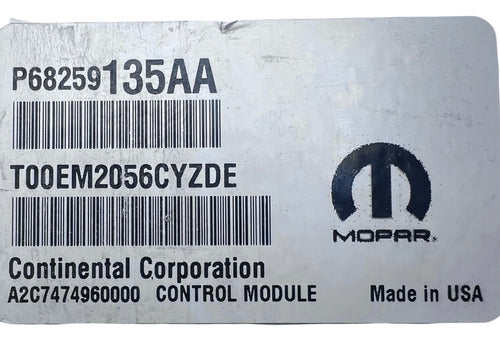 P68259135AA
T00EM2056CYZDE
MOPAR
Continental Corporation
A2C7474960000 CONTROL MODULE Made in USA